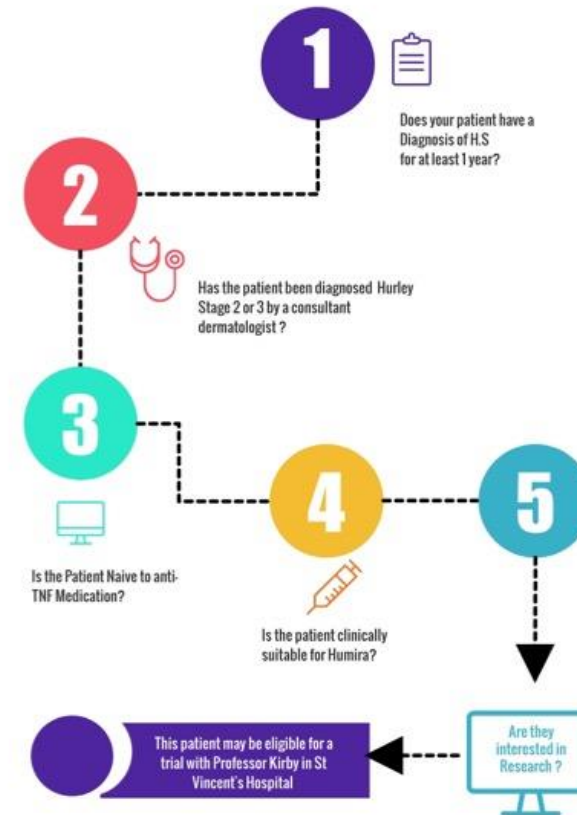 1
Does your patient have a
Diagnosis of H.S
for at least 1 year?
2
Has the patient been diagnosed Hurley
Stage 2 or 3 by a consultant
dermatologist ?
3
Is the Patient Naive to anti-
TNF Medication?
4
Is the patient clinically
suitable for Humira?
5
Are they
interested in
Research ?
This patient may be eligible for a
trial with Professor Kirby in St
Vincent's Hospital